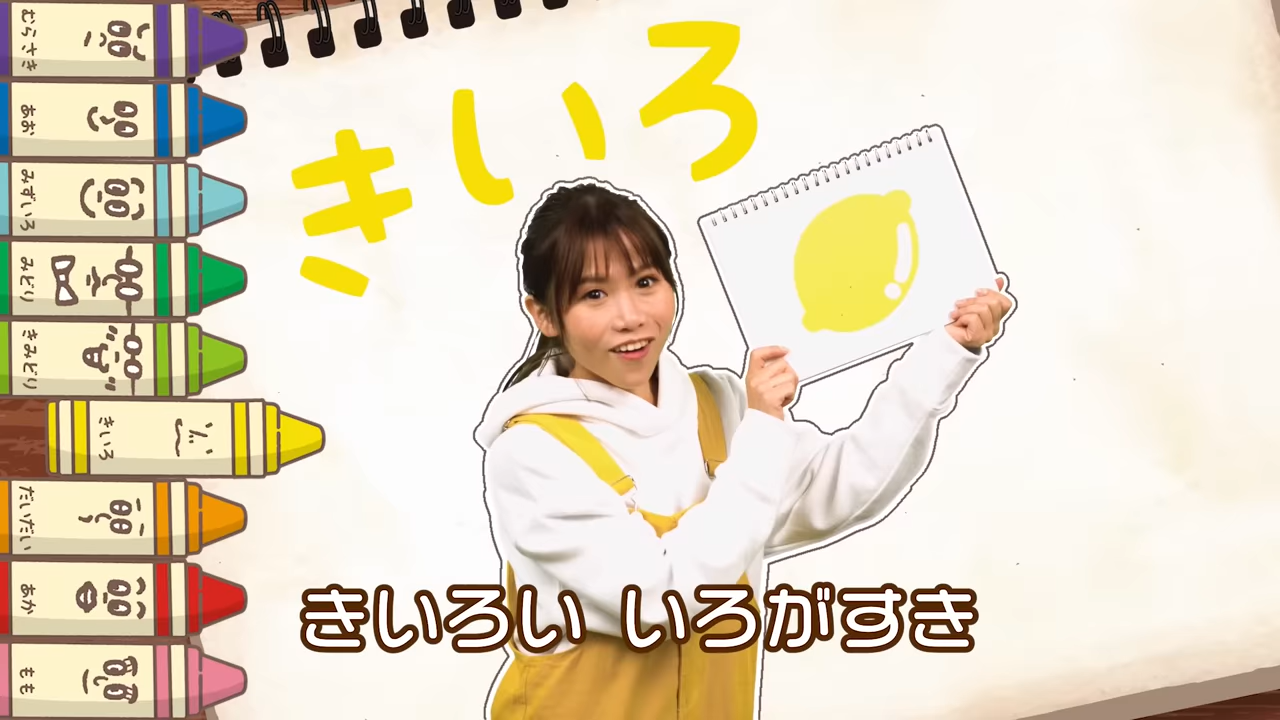 むらさき
あお
みずいろ
みどり
きみどり
きいろ
だいだい
あか
もも
きいろ
きいろい いろがすき